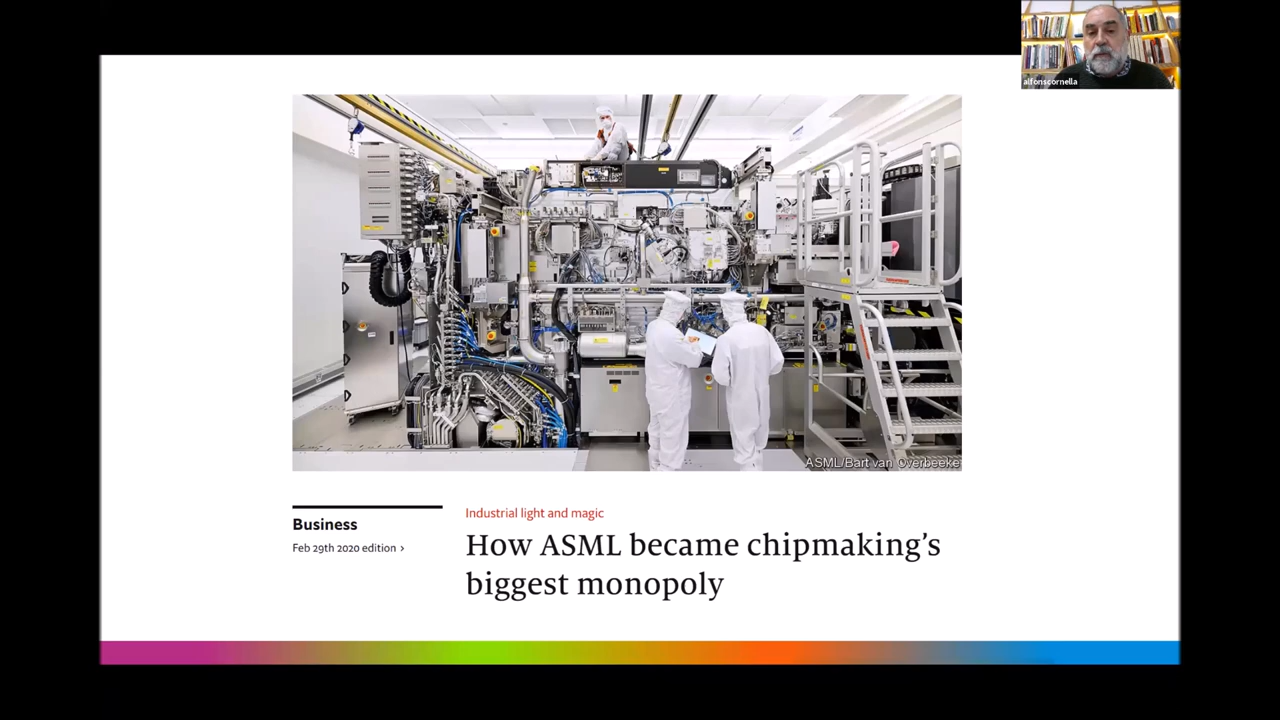 alfonscornella
ASML/Bart van Overbeeke
Business
Feb 29th 2020 edition ›
Industrial light and magic
How ASML became chipmaking's
biggest monopoly